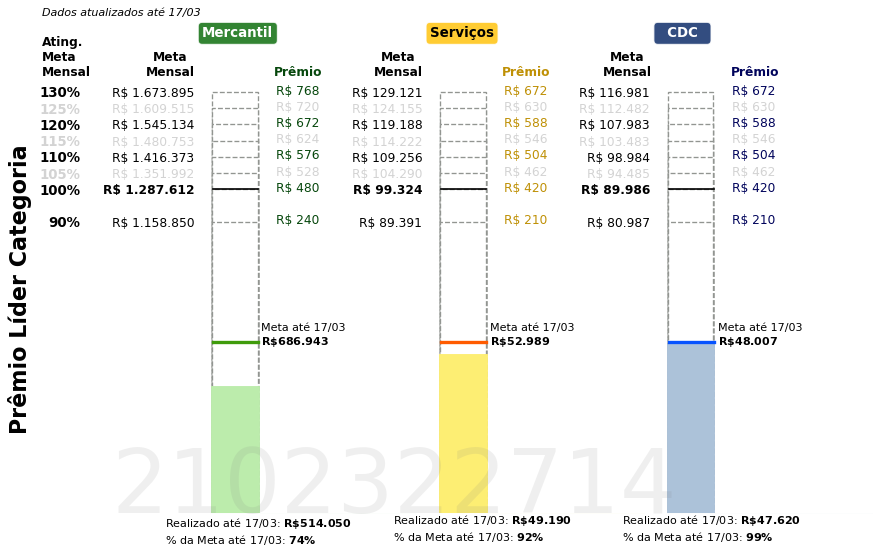 Dados atualizados até 17/03
Mercantil Serviços CDC
Ating. Meta Mensal
Meta Mensal Prêmio Meta Mensal Prêmio Meta Mensal Prêmio
130% R$ 1.673.895 R$ 768 R$ 129.121 R$ 672 R$ 116.981 R$ 672
125% R$ 1.609.515 R$ 720 R$ 124.155 R$ 630 R$ 112.482 R$ 630
120% R$ 1.545.134 R$ 672 R$ 119.188 R$ 588 R$ 107.983 R$ 588
115% R$ 1.480.753 R$ 624 R$ 114.222 R$ 546 R$ 103.483 R$ 546
110% R$ 1.416.373 R$ 576 R$ 109.256 R$ 504 R$ 98.984 R$ 504
105% R$ 1.351.992 R$ 528 R$ 104.290 R$ 462 R$ 94.485 R$ 462
100% R$ 1.287.612 R$ 480 R$ 99.324 R$ 420 R$ 89.986 R$ 420
90% R$ 1.158.850 R$ 240 R$ 89.391 R$ 210 R$ 80.987 R$ 210
Prêmio Líder Categoria
Meta até 17/03 Meta até 17/03 Meta até 17/03
R$686.943 R$52.989 R$48.007
2102322714
Realizado até 17/03: R$514.050 Realizado até 17/03: R$49.190 Realizado até 17/03: R$47.620
% da Meta até 17/03: 74% % da Meta até 17/03: 92% % da Meta até 17/03: 99%